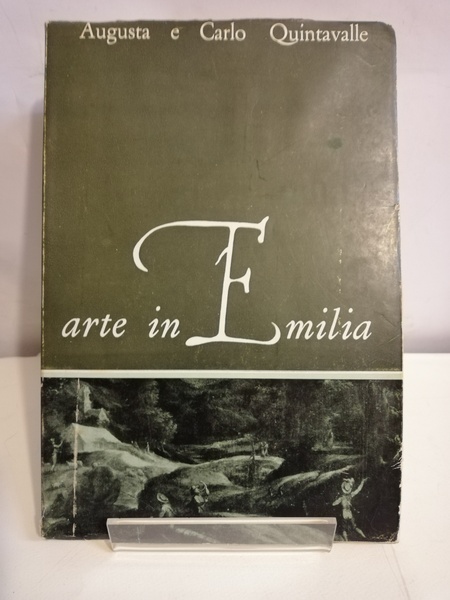 Augusta e Carlo Quintavalle
arte in Emilia